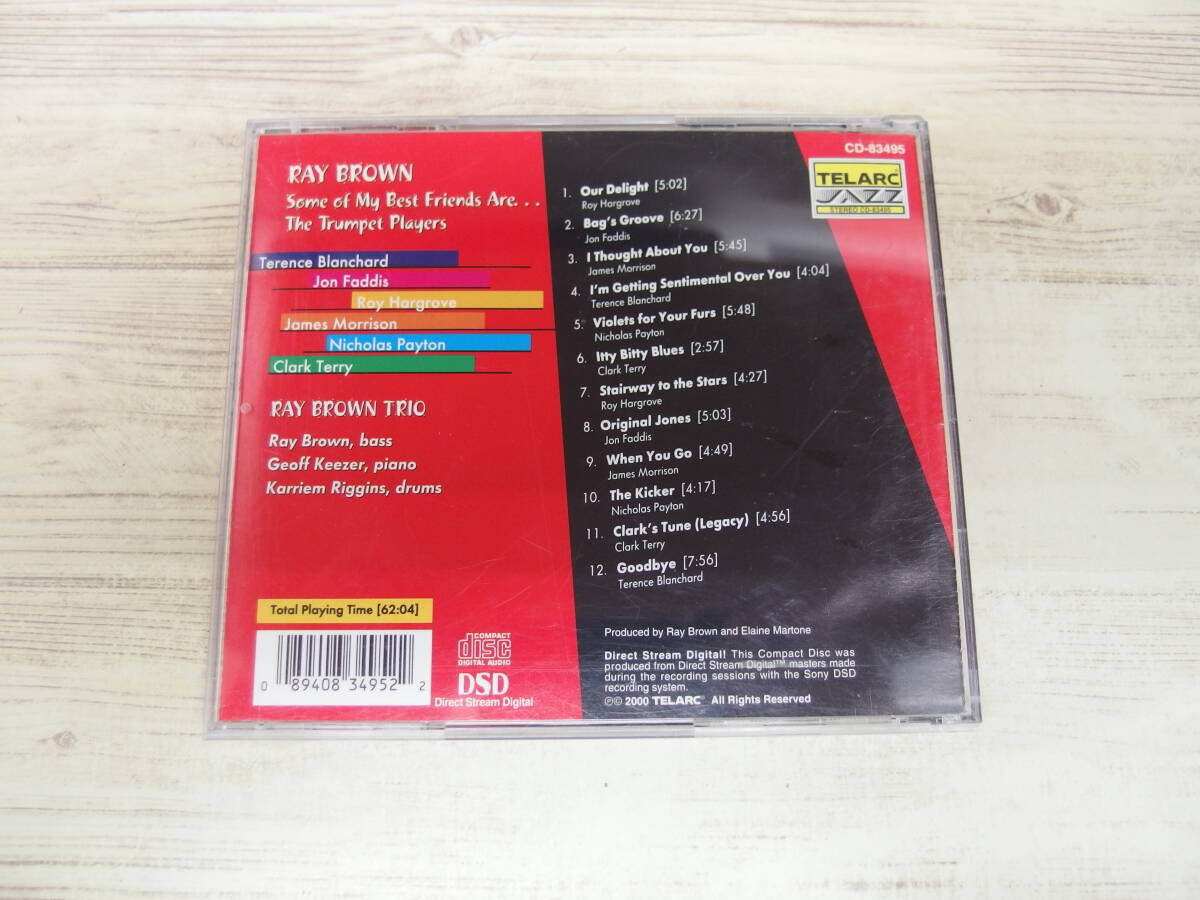 RAY BROWN
Some of My Best Friends Are. . .
The Trumpet Players
Terence Blanchard
Jon Faddis
Roy Hargrove
James Morrison
Nicholas Payton
Clark Terry
RAY BROWN TRIO
Ray Brown, bass
Geoff Keezer, piano
Karriem Riggins, drums
Total Playing Time [62:04]
0 89408 34952 2
COMPACT
disc
DIGITAL AUDIO
DSD
Direct Stream Digital
1. Our Delight [5:02]
Roy Hargrove
2. Bag's Groove [6:27]
Jon Faddis
3. I Thought About You [5:45]
James Morrison
4. I'm Getting Sentimental Over You [4:04]
Terence Blanchard
5. Violets for Your Furs [5:48]
Nicholas Payton
6. Itty Bitty Blues [2:57]
Clark Terry
7. Stairway to the Stars [4:27]
Roy Hargrove
8. Original Jones [5:03]
Jon Faddis
9. When You Go [4:49]
James Morrison
10. The Kicker [4:17]
Nicholas Payton
11. Clark's Tune (Legacy) [4:56]
Clark Terry
12. Goodbye [7:56]
Terence Blanchard
Produced by Ray Brown and Elaine Martone
Direct Stream Digital! This Compact Disc was
produced from Direct Stream Digital™ masters made
during the recording sessions with the Sony DSD
recording system.
℗© 2000 TELARC® All Rights Reserved
CD-83495
TELARC®
JAZZ
STEREO CD-83495